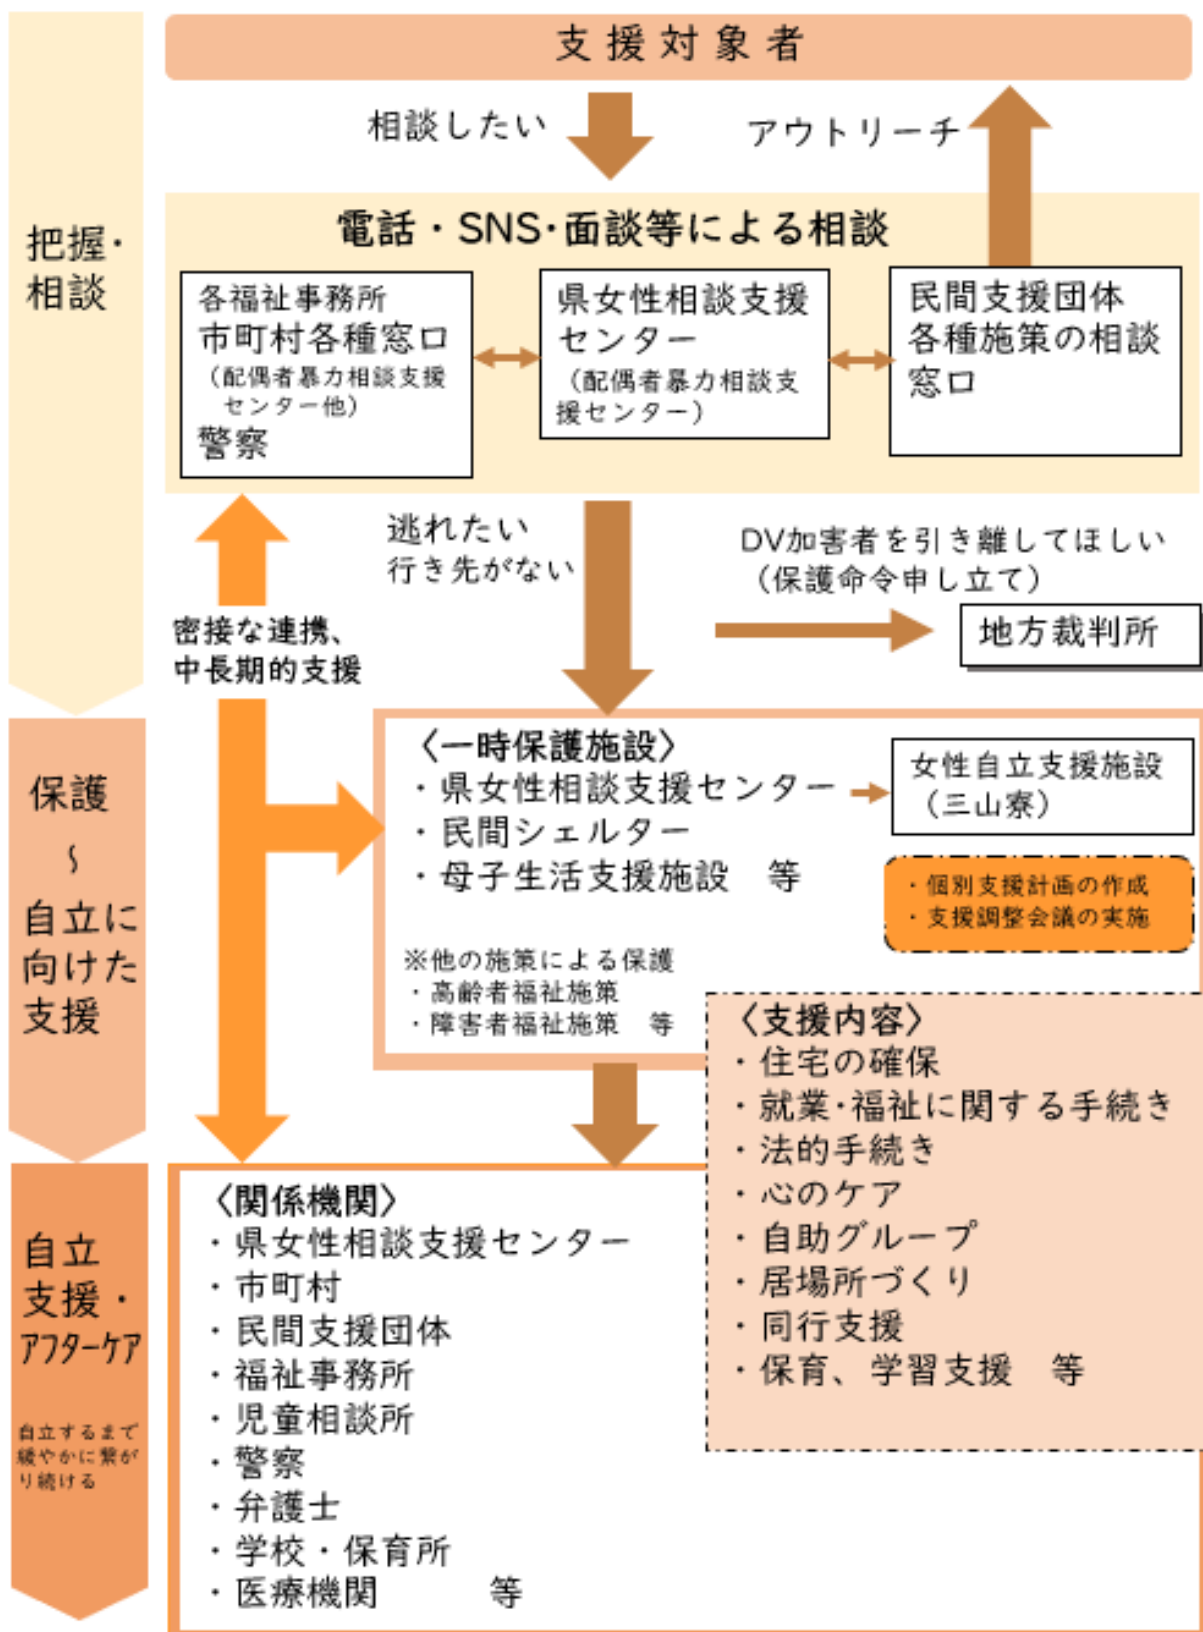 支援対象者
相談したい
アウトリーチ
把握・
相談
電話・SNS・面談等による相談
各福祉事務所
市町村各種窓口
（配偶者暴力相談支援
センター他）
警察
県女性相談支援
センター
（配偶者暴力相談支
援センター）
民間支援団体
各種施策の相談
窓口
逃れたい
行き先がない
DV加害者を引き離してほしい
（保護命令申し立て）
地方裁判所
密接な連携、
中長期的支援
保護
～
自立に
向けた
支援
〈一時保護施設〉
・県女性相談支援センター
・民間シェルター
・母子生活支援施設　等
※他の施策による保護
・高齢者福祉施策
・障害者福祉施策　等
女性自立支援施設
（三山寮）
・個別支援計画の作成
・支援調整会議の実施
〈支援内容〉
・住宅の確保
・就業・福祉に関する手続き
・法的手続き
・心のケア
・自助グループ
・居場所づくり
・同行支援
・保育、学習支援　等
自立
支援・
アフターケア
自立するまで
緩やかに繋が
り続ける
〈関係機関〉
・県女性相談支援センター
・市町村
・民間支援団体
・福祉事務所
・児童相談所
・警察
・弁護士
・学校・保育所
・医療機関　　　等